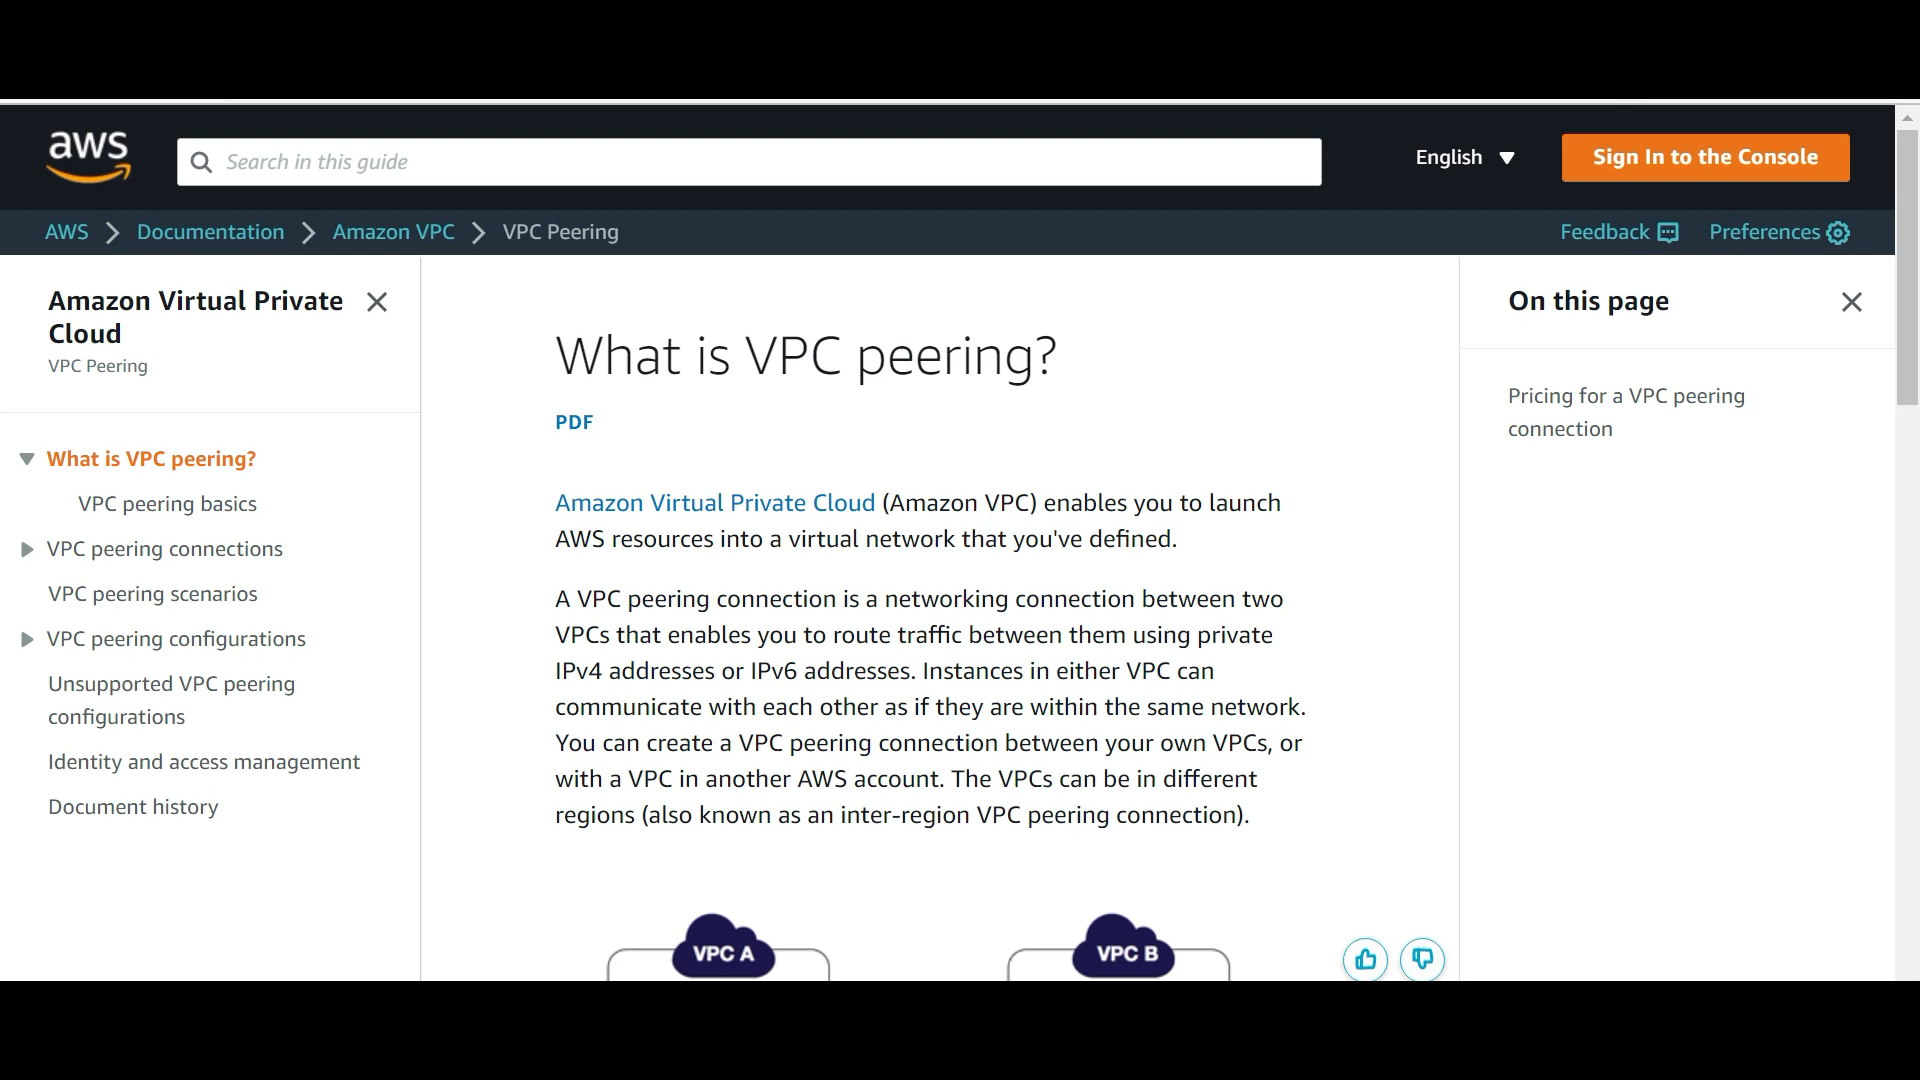 aws
Search in this guide
English
Sign In to the Console
AWS
Documentation
Amazon VPC
VPC Peering
Feedback
Preferences
Amazon Virtual Private
Cloud
VPC Peering
What is VPC peering?
VPC peering basics
VPC peering connections
VPC peering scenarios
VPC peering configurations
Unsupported VPC peering
configurations
Identity and access management
Document history
What is VPC peering?
PDF
Amazon Virtual Private Cloud (Amazon VPC) enables you to launch
AWS resources into a virtual network that you've defined.
A VPC peering connection is a networking connection between two
VPCs that enables you to route traffic between them using private
IPv4 addresses or IPv6 addresses. Instances in either VPC can
communicate with each other as if they are within the same network.
You can create a VPC peering connection between your own VPCs, or
with a VPC in another AWS account. The VPCs can be in different
regions (also known as an inter-region VPC peering connection).
VPC A
VPC B
On this page
Pricing for a VPC peering
connection